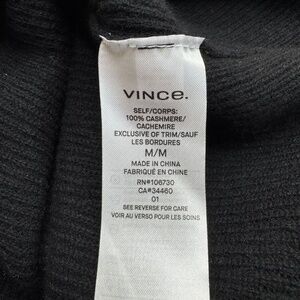 VINCE.
SELF/CORPS:
100% CASHMERE/
CACHEMIRE
EXCLUSIVE OF TRIM/SAUF
LES BORDURES
M/M
MADE IN CHINA
FABRIQUÉ EN CHINE
RN#106730
CA#34460
01
SEE REVERSE FOR CARE
VOIR AU VERSO POUR LES SOINS